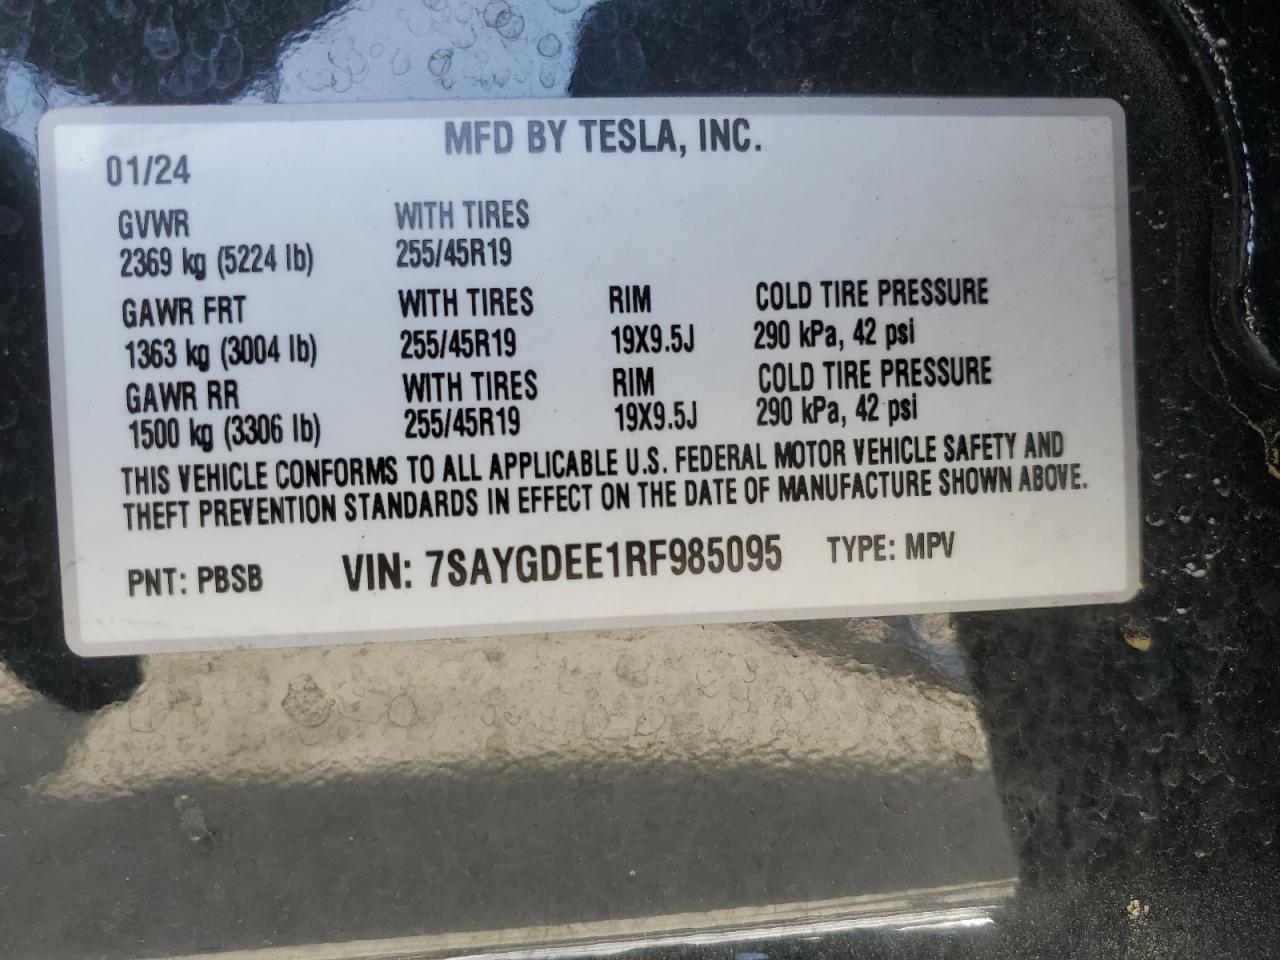 MFD BY TESLA, INC.
01/24
GVWR WITH TIRES
2369 kg (5224 lb) 255/45R19
GAWR FRT WITH TIRES RIM COLD TIRE PRESSURE
1363 kg (3004 lb) 255/45R19 19X9.5J 290 kPa, 42 psi
GAWR RR WITH TIRES RIM COLD TIRE PRESSURE
1500 kg (3306 lb) 255/45R19 19X9.5J 290 kPa, 42 psi
THIS VEHICLE CONFORMS TO ALL APPLICABLE U.S. FEDERAL MOTOR VEHICLE SAFETY AND
THEFT PREVENTION STANDARDS IN EFFECT ON THE DATE OF MANUFACTURE SHOWN ABOVE.
PNT: PBSB VIN: 7SAYGDEE1RF985095 TYPE: MPV